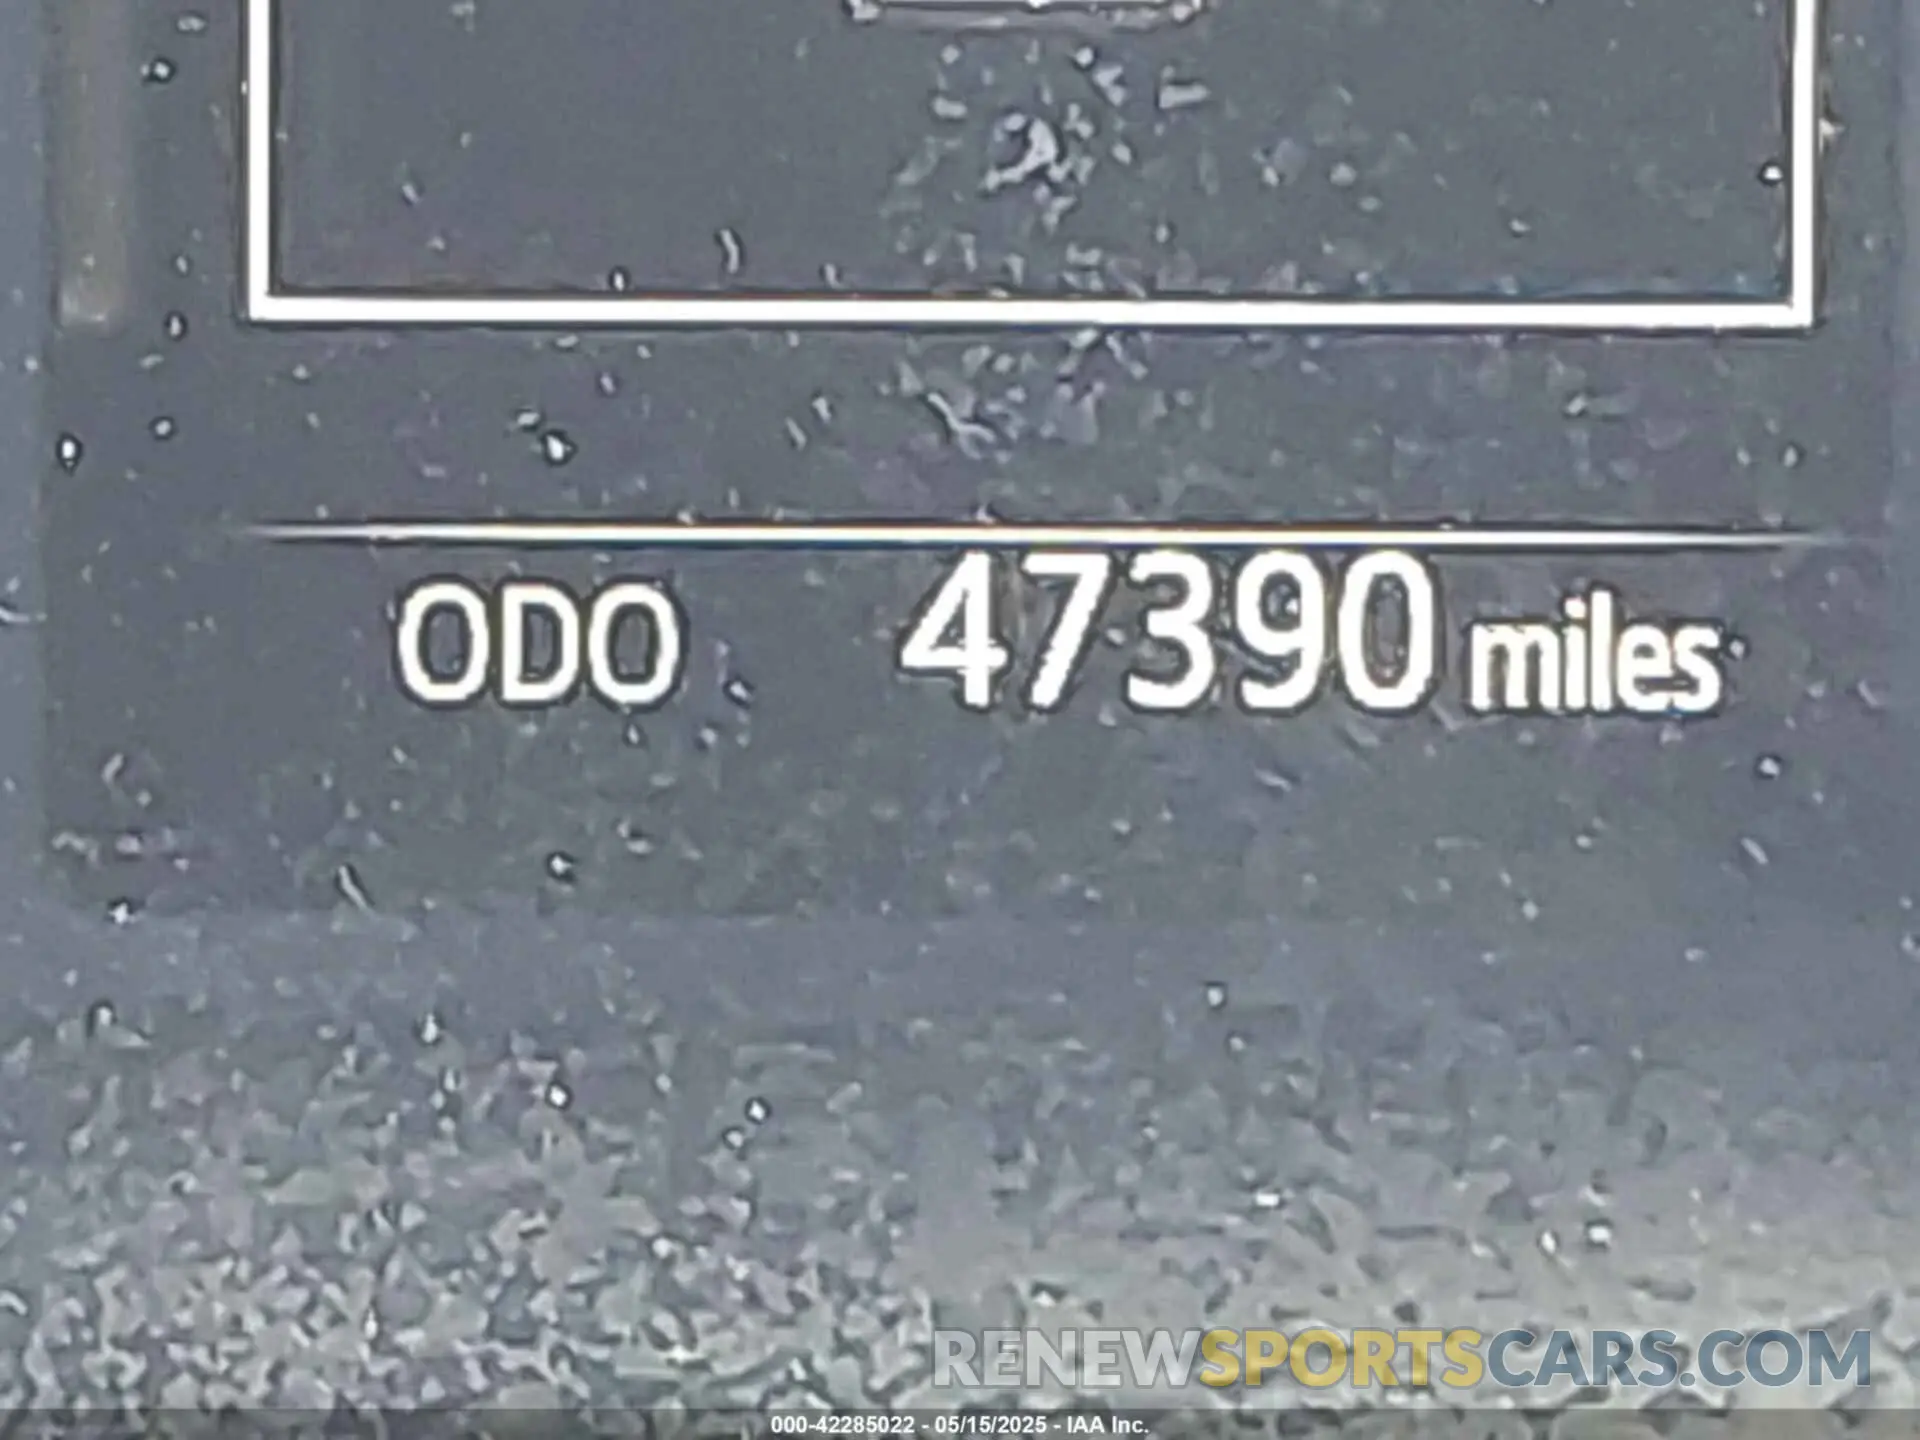 ODO 47390 miles
RENEWSPORTSCARS.COM
000-42285022 - 05/15/2025 - IAA Inc.